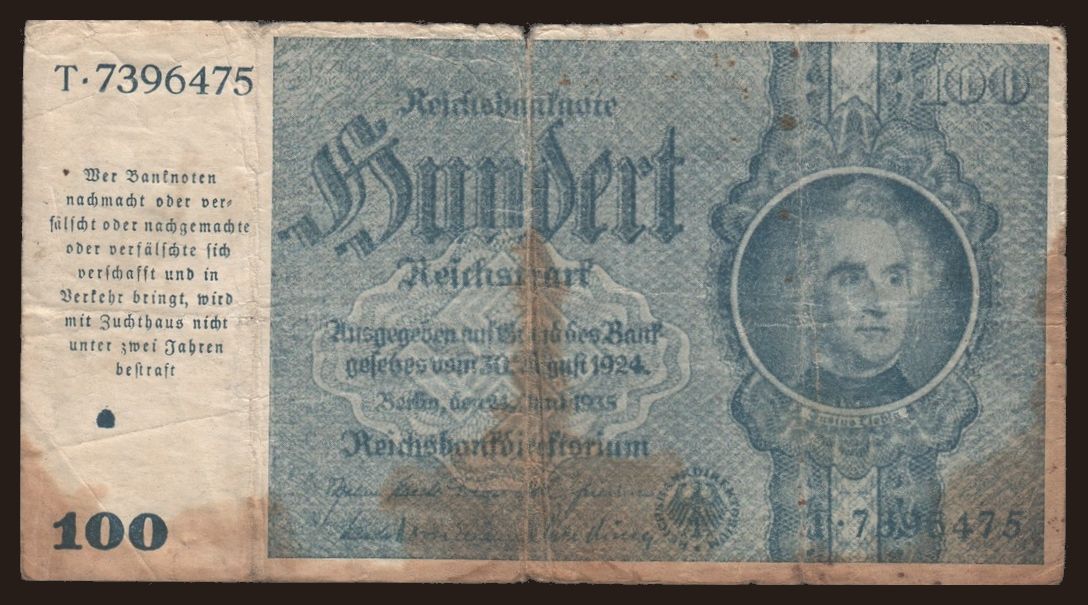 T·7396475
Wer Banknoten
nachmacht oder ver-
fälscht oder nachgemachte
oder verfälschte sich
verschafft und in
Verkehr bringt, wird
mit Zuchthaus nicht
unter zwei Jahren
bestraft
100
Reichsbanknote
Hundert
Reichsmark
Ausgegeben auf Grund des Bank-
gesetzes vom 30. August 1924.
Berlin, den 24. Juni 1935
Reichsbankdirektorium
100
T·7396475